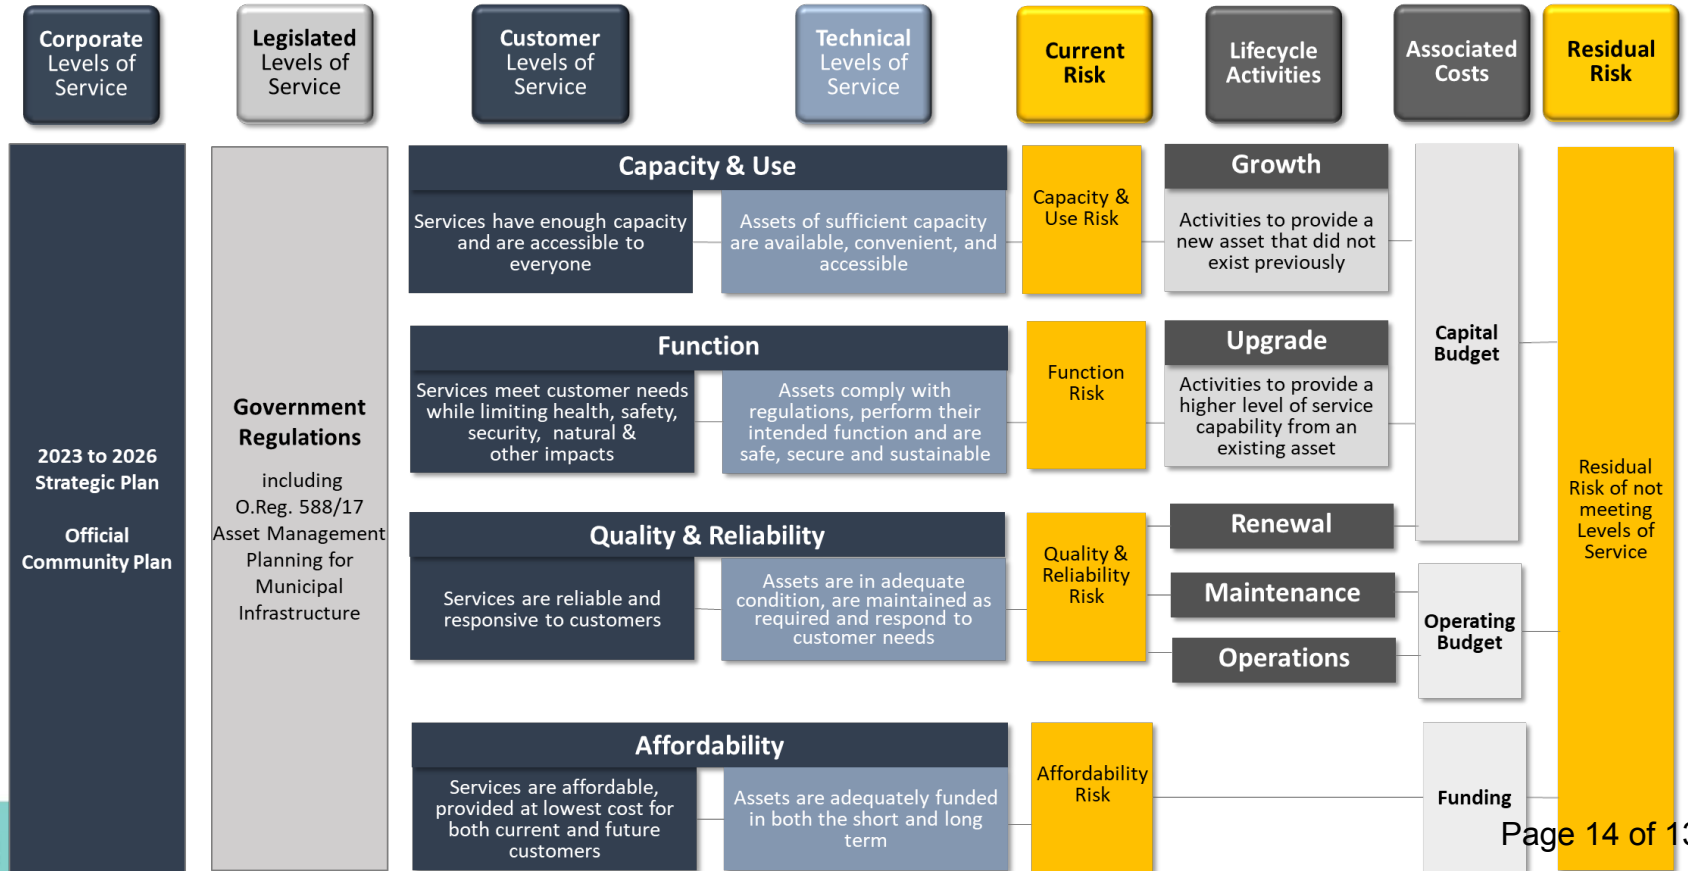 Corporate
Levels of
Service
Legislated
Levels of
Service
Customer
Levels of
Service
Technical
Levels of
Service
Current
Risk
Lifecycle
Activities
Associated
Costs
Residual
Risk
2023 to 2026
Strategic Plan
Official
Community Plan
Government
Regulations
including
O.Reg. 588/17
Asset Management
Planning for
Municipal
Infrastructure
Capacity & Use
Services have enough capacity
and are accessible to
everyone
Assets of sufficient capacity
are available, convenient, and
accessible
Capacity &
Use Risk
Growth
Activities to provide a
new asset that did not
exist previously
Function
Services meet customer needs
while limiting health, safety,
security, natural &
other impacts
Assets comply with
regulations, perform their
intended function and are
safe, secure and sustainable
Function
Risk
Upgrade
Activities to provide a
higher level of service
capability from an
existing asset
Capital
Budget
Quality & Reliability
Services are reliable and
responsive to customers
Assets are in adequate
condition, are maintained as
required and respond to
customer needs
Quality &
Reliability
Risk
Renewal
Maintenance
Operations
Operating
Budget
Residual
Risk of not
meeting
Levels of
Service
Affordability
Services are affordable,
provided at lowest cost for
both current and future
customers
Assets are adequately funded
in both the short and long
term
Affordability
Risk
Funding
Page 14 of 13